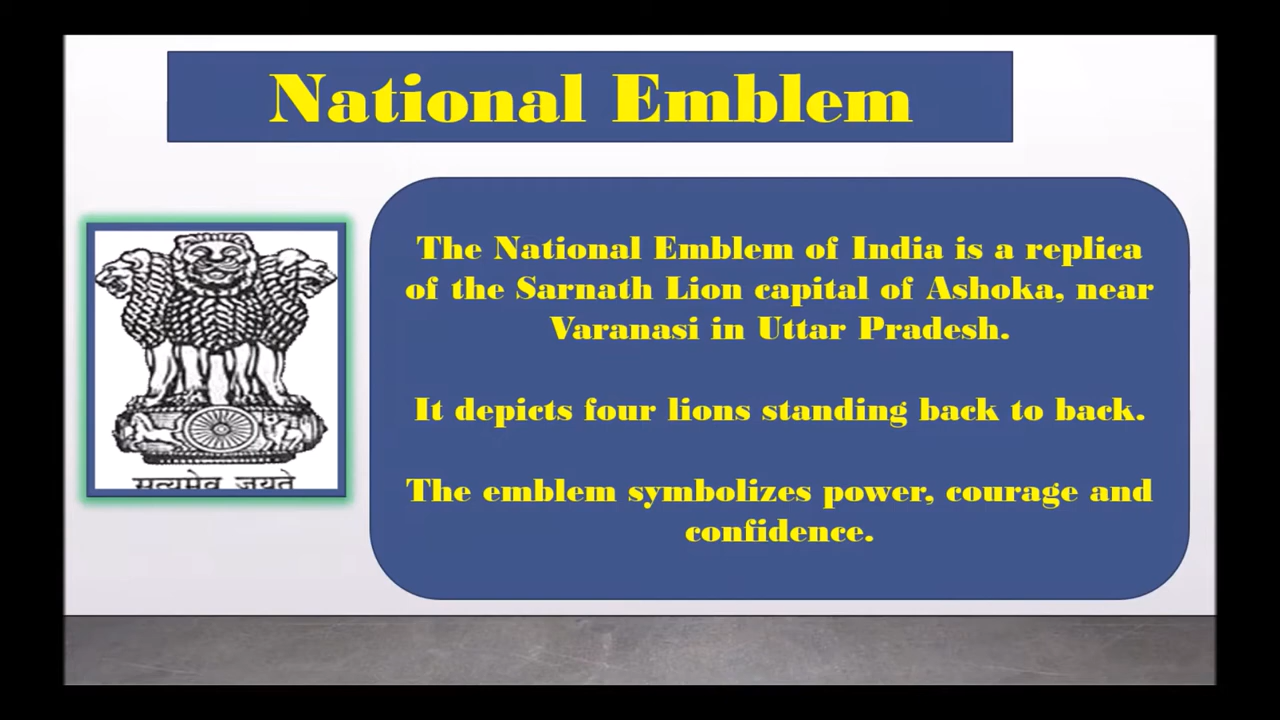 National Emblem
The National Emblem of India is a replica
of the Sarnath Lion capital of Ashoka, near
Varanasi in Uttar Pradesh.
It depicts four lions standing back to back.
The emblem symbolizes power, courage and
confidence.
सत्यमेव जयते